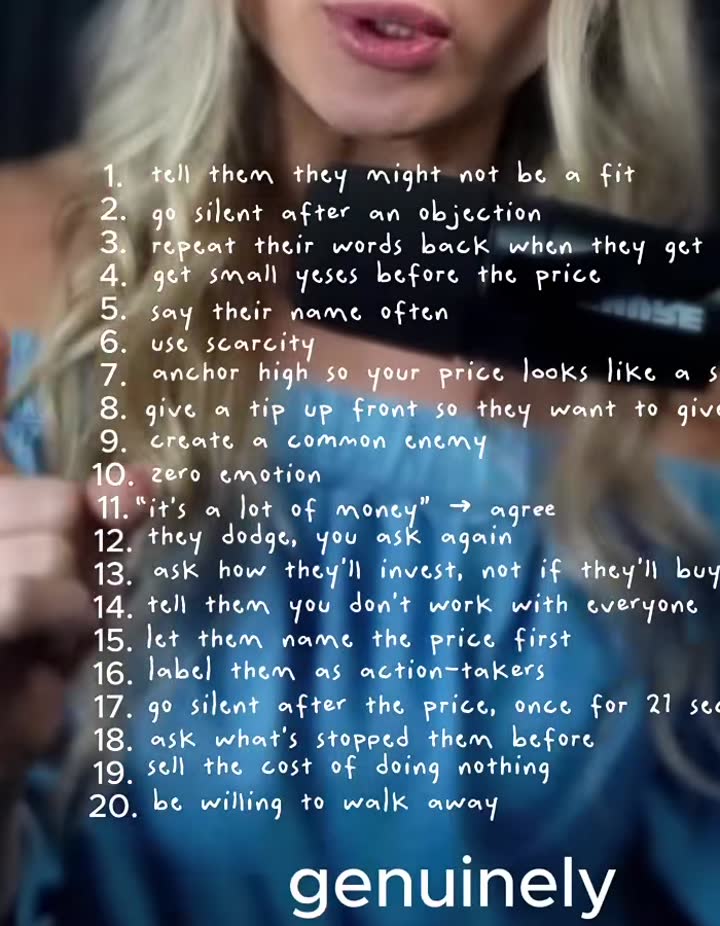 1. tell them they might not be a fit
2. go silent after an objection
3. repeat their words back when they get
4. get small yeses before the price
5. say their name often
6. use scarcity
7. anchor high so your price looks like a s
8. give a tip up front so they want to give
9. create a common enemy
10. zero emotion
11. "it's a lot of money" → agree
12. they dodge, you ask again
13. ask how they'll invest, not if they'll buy
14. tell them you don't work with everyone
15. let them name the price first
16. label them as action-takers
17. go silent after the price, once for 21 sec
18. ask what's stopped them before
19. sell the cost of doing nothing
20. be willing to walk away
genuinely